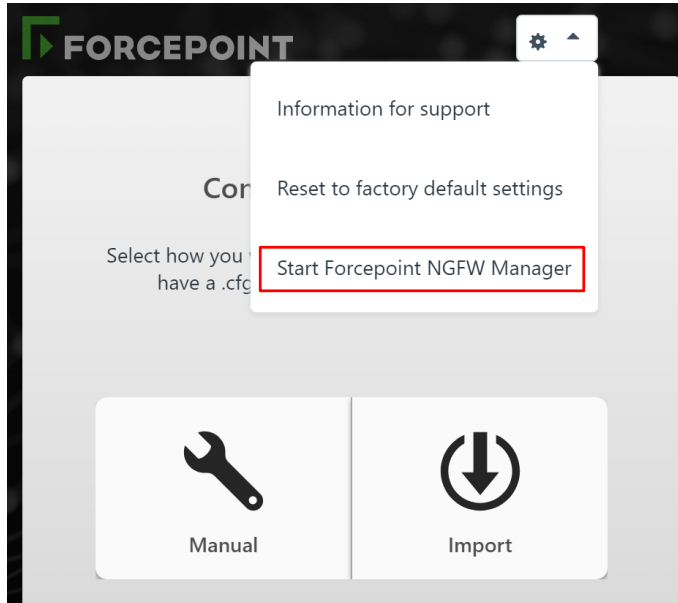 FORCEPOINT
Information for support
Reset to factory default settings
Start Forcepoint NGFW Manager
Select how you
have a .cfg
Manual
Import